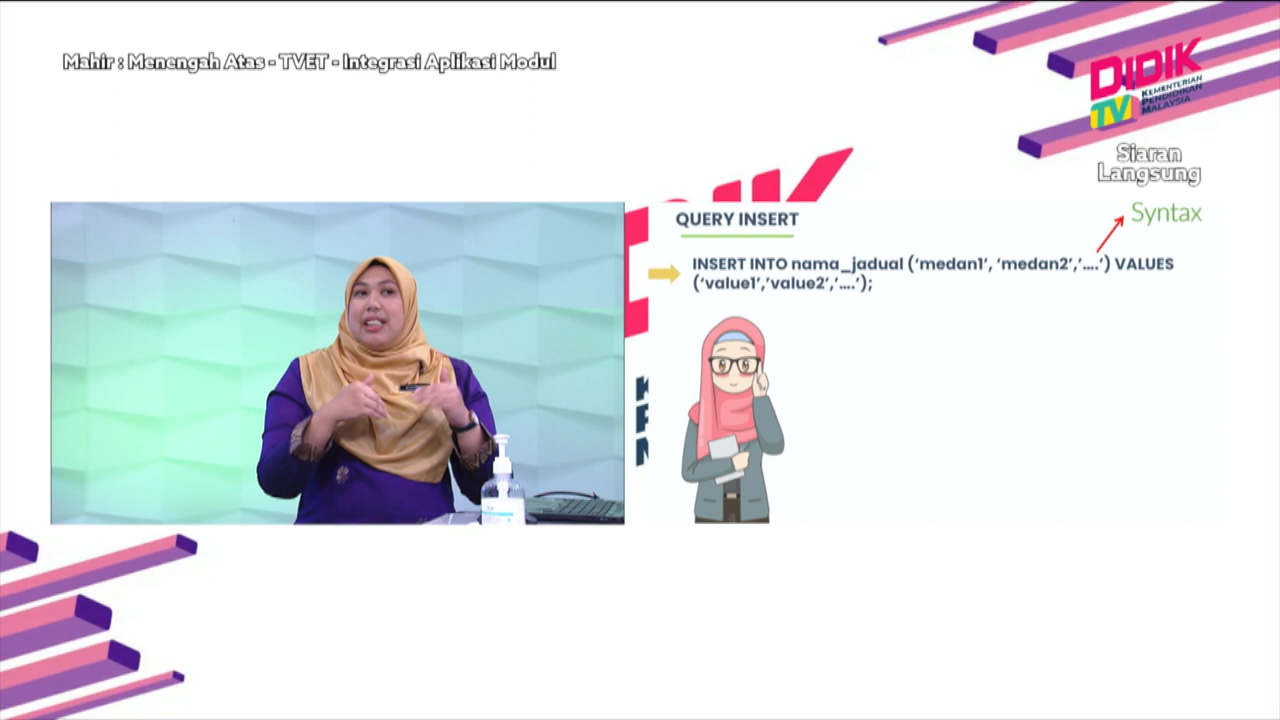 Mahir : Menengah Atas - TVET - Integrasi Aplikasi Modul
DIDIK
TV
KEMENTERIAN
PENDIDIKAN
MALAYSIA
Siaran
Langsung
QUERY INSERT
Syntax
INSERT INTO nama_jadual (‘medan1’, ‘medan2’,’....’) VALUES
(‘value1’,’value2’,’....’);